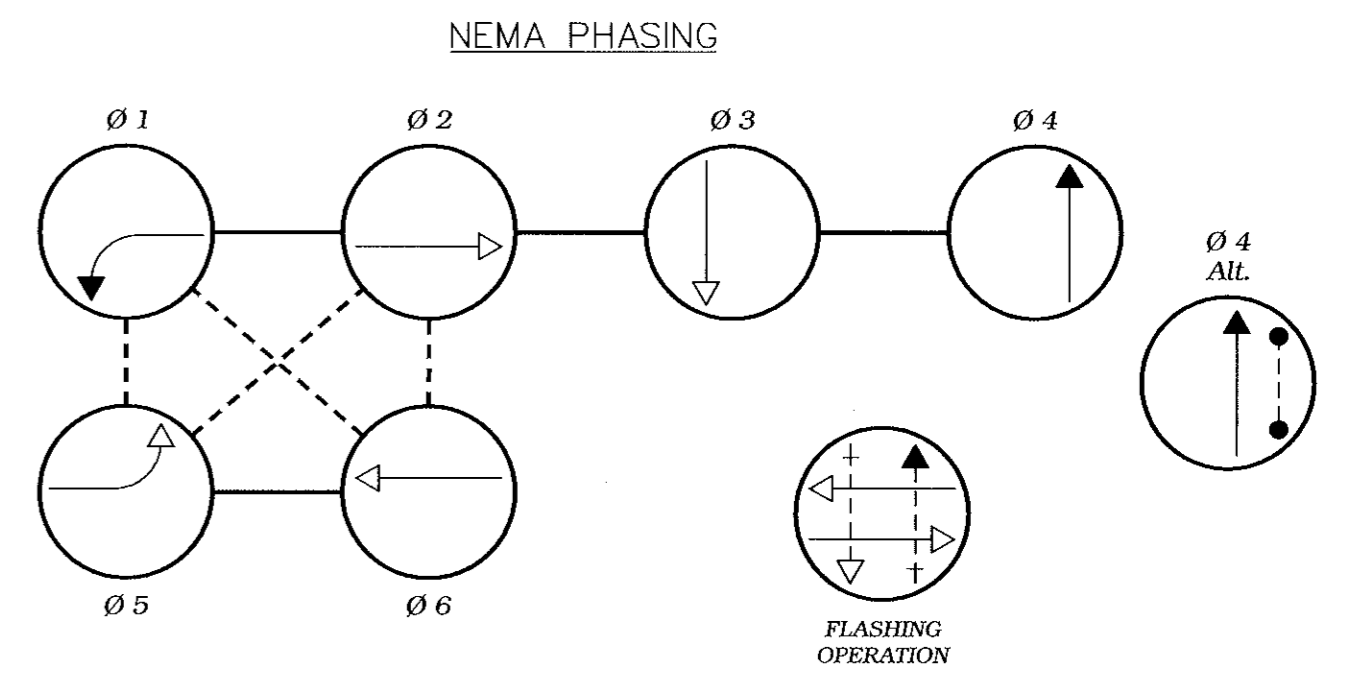 NEMA PHASING
Ø 1
Ø 2
Ø 3
Ø 4
Ø 4
Alt.
Ø 5
Ø 6
FLASHING
OPERATION